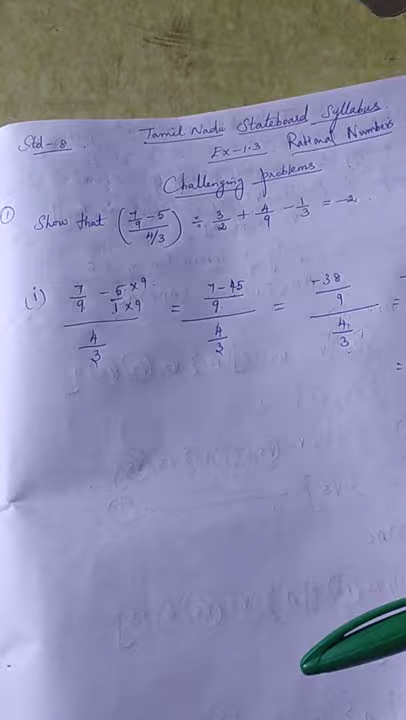 Std-8. Tamil Nadu Stateboard Syllabus.
Ex-1.3 Rational Numbers
Challenging Problems.
① Show that ((7/9 - 5)/(4/3)) ÷ 3/2 + 4/9 - 1/3 = -2.
(i) (7/9 - 5×9/1×9)/(4/3) = ((7-45)/9)/(4/3) = (-38/9)/(4/3) =
=